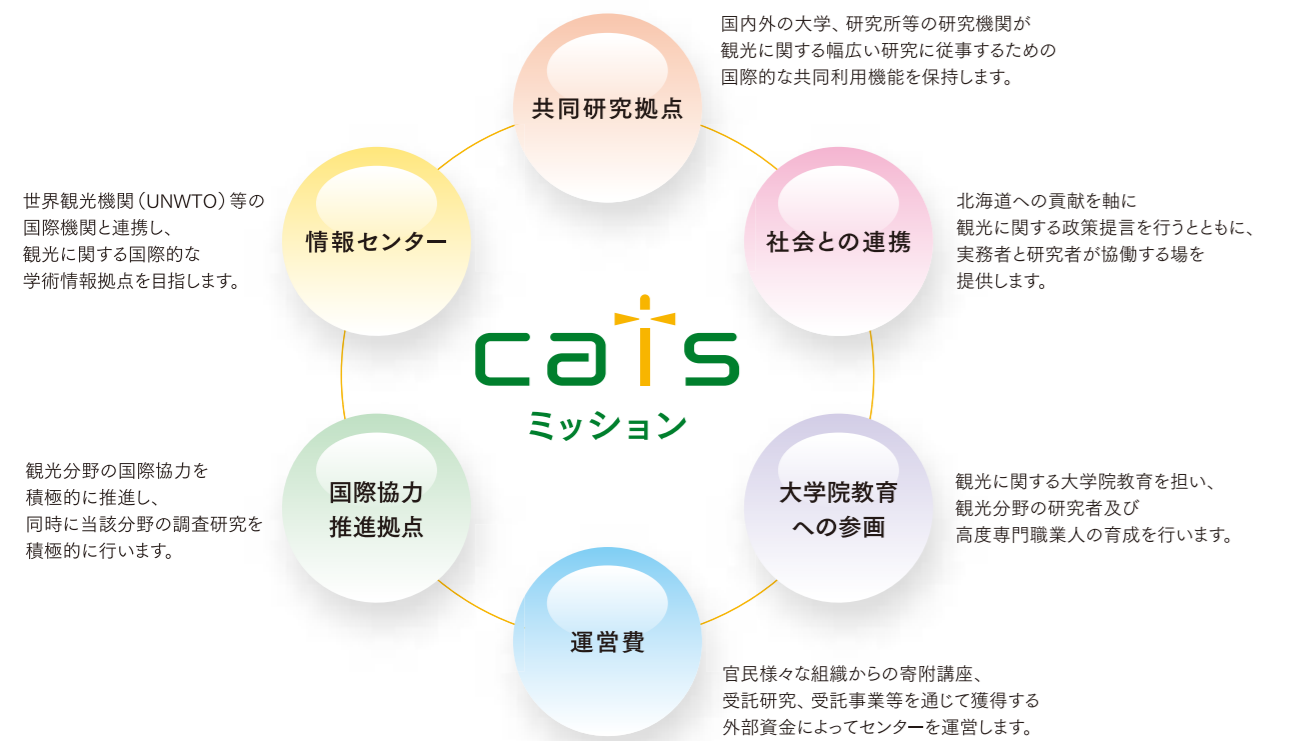 国内外の大学、研究所等の研究機関が
観光に関する幅広い研究に従事するための
国際的な共同利用機能を保持します。
共同研究拠点
世界観光機関(UNWTO)等の
国際機関と連携し、
観光に関する国際的な
学術情報拠点を目指します。
情報センター
社会との連携
北海道への貢献を軸に
観光に関する政策提言を行うとともに、
実務者と研究者が協働する場を
提供します。
cats
ミッション
観光分野の国際協力を
積極的に推進し、
同時に当該分野の調査研究を
積極的に行います。
国際協力
推進拠点
大学院教育
への参画
観光に関する大学院教育を担い、
観光分野の研究者及び
高度専門職業人の育成を行います。
運営費
官民様々な組織からの寄附講座、
受託研究、受託事業等を通じて獲得する
外部資金によってセンターを運営します。